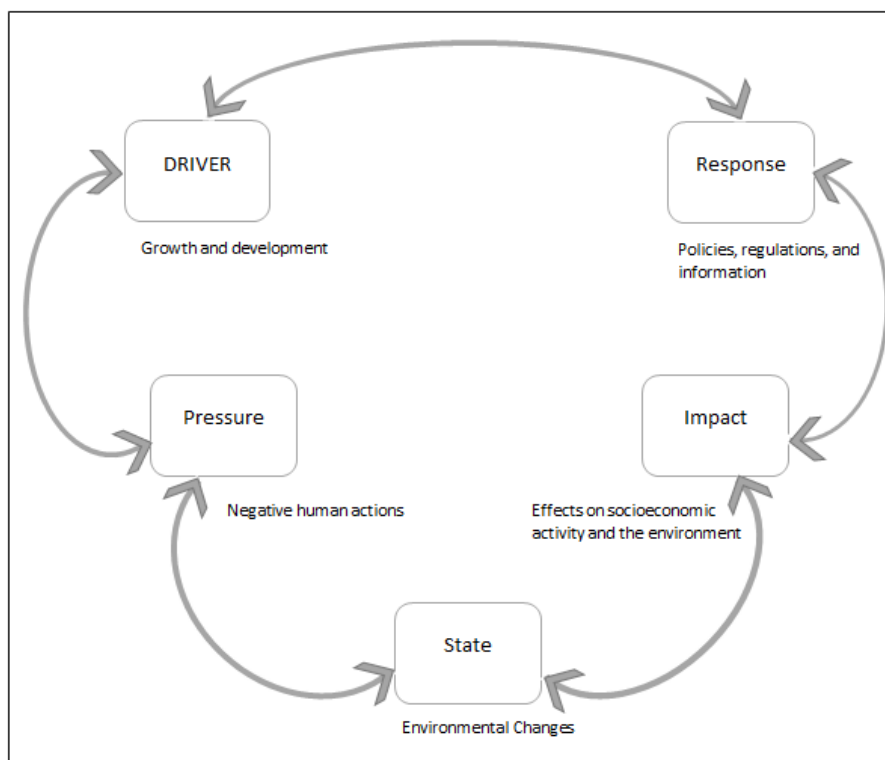 DRIVER
Response
Growth and development
Policies, regulations, and
information
Pressure
Impact
Negative human actions
Effects on socioeconomic
activity and the environment
State
Environmental Changes